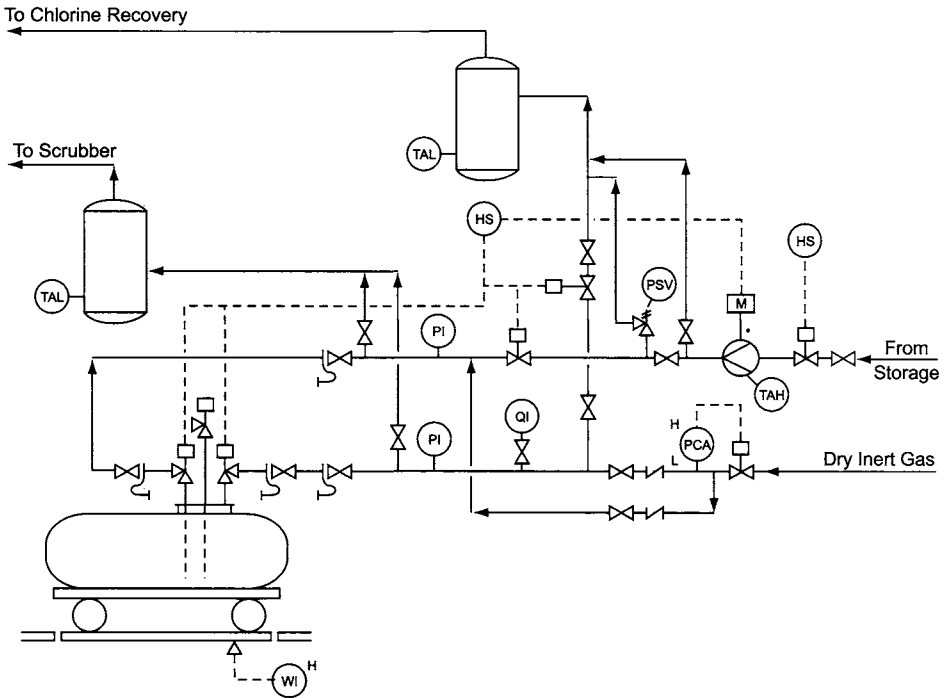 To Chlorine Recovery
TAL
To Scrubber
HS
HS
TAL
PSV
M
PI
From
Storage
TAH
QI
H
PI
PCA
L
Dry Inert Gas
H
WI